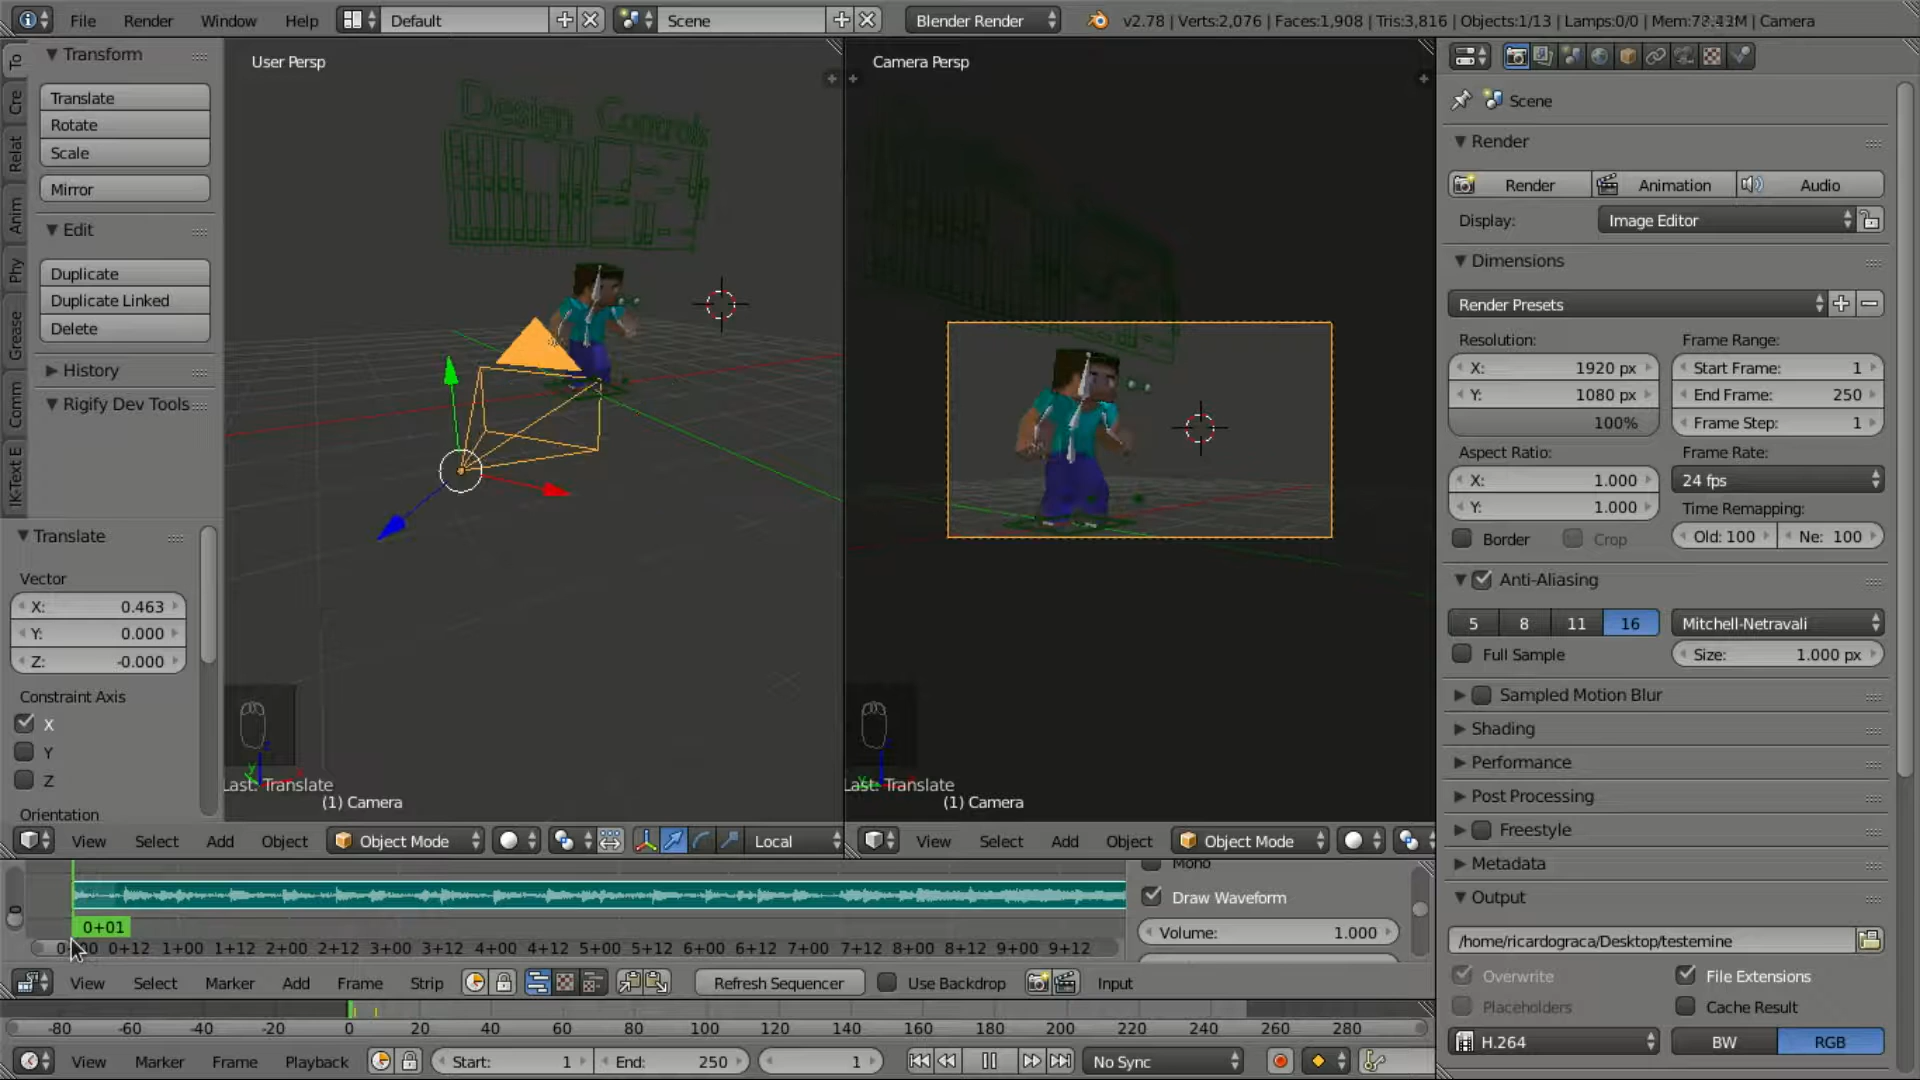 File Render Window Help Default Scene Blender Render v2.78 | Verts:2,076 | Faces:1,908 | Tris:3,816 | Objects:1/13 | Lamps:0/0 | Camera
To
Cre
Relat
Anim
Phy
Grease
Comm
Transform
Translate
Rotate
Scale
Mirror
Edit
Duplicate
Duplicate Linked
Delete
History
Rigify Dev Tools
Translate
Vector
X: 0.463
Y: 0.000
Z: -0.000
Constraint Axis
X
Y
Z
Orientation
User Persp
Design Controls
Last: Translate
(1) Camera
View Select Add Object Object Mode Local
Camera Persp
Last: Translate
(1) Camera
View Select Add Object Object Mode
Scene
Render
Render Animation Audio
Display: Image Editor
Dimensions
Render Presets
Resolution: Frame Range:
X: 1920 px Start Frame: 1
Y: 1080 px End Frame: 250
100% Frame Step: 1
Aspect Ratio: Frame Rate:
X: 1.000 24 fps
Y: 1.000 Time Remapping:
Border Crop Old: 100 Ne: 100
Anti-Aliasing
5 8 11 16 Mitchell-Netravali
Full Sample Size: 1.000 px
Sampled Motion Blur
Shading
Performance
Post Processing
Freestyle
Metadata
Output
/home/ricardograca/Desktop/testemine
Overwrite File Extensions
Placeholders Cache Result
H.264 BW RGB
Mono
Draw Waveform
Volume: 1.000
0+01
0+12 1+00 1+12 2+00 2+12 3+00 3+12 4+00 4+12 5+00 5+12 6+00 6+12 7+00 7+12 8+00 8+12 9+00 9+12
View Select Marker Add Frame Strip Refresh Sequencer Use Backdrop Input
-80 -60 -40 -20 0 20 40 60 80 100 120 140 160 180 200 220 240 260 280
View Marker Frame Playback Start: 1 End: 250 1 No Sync